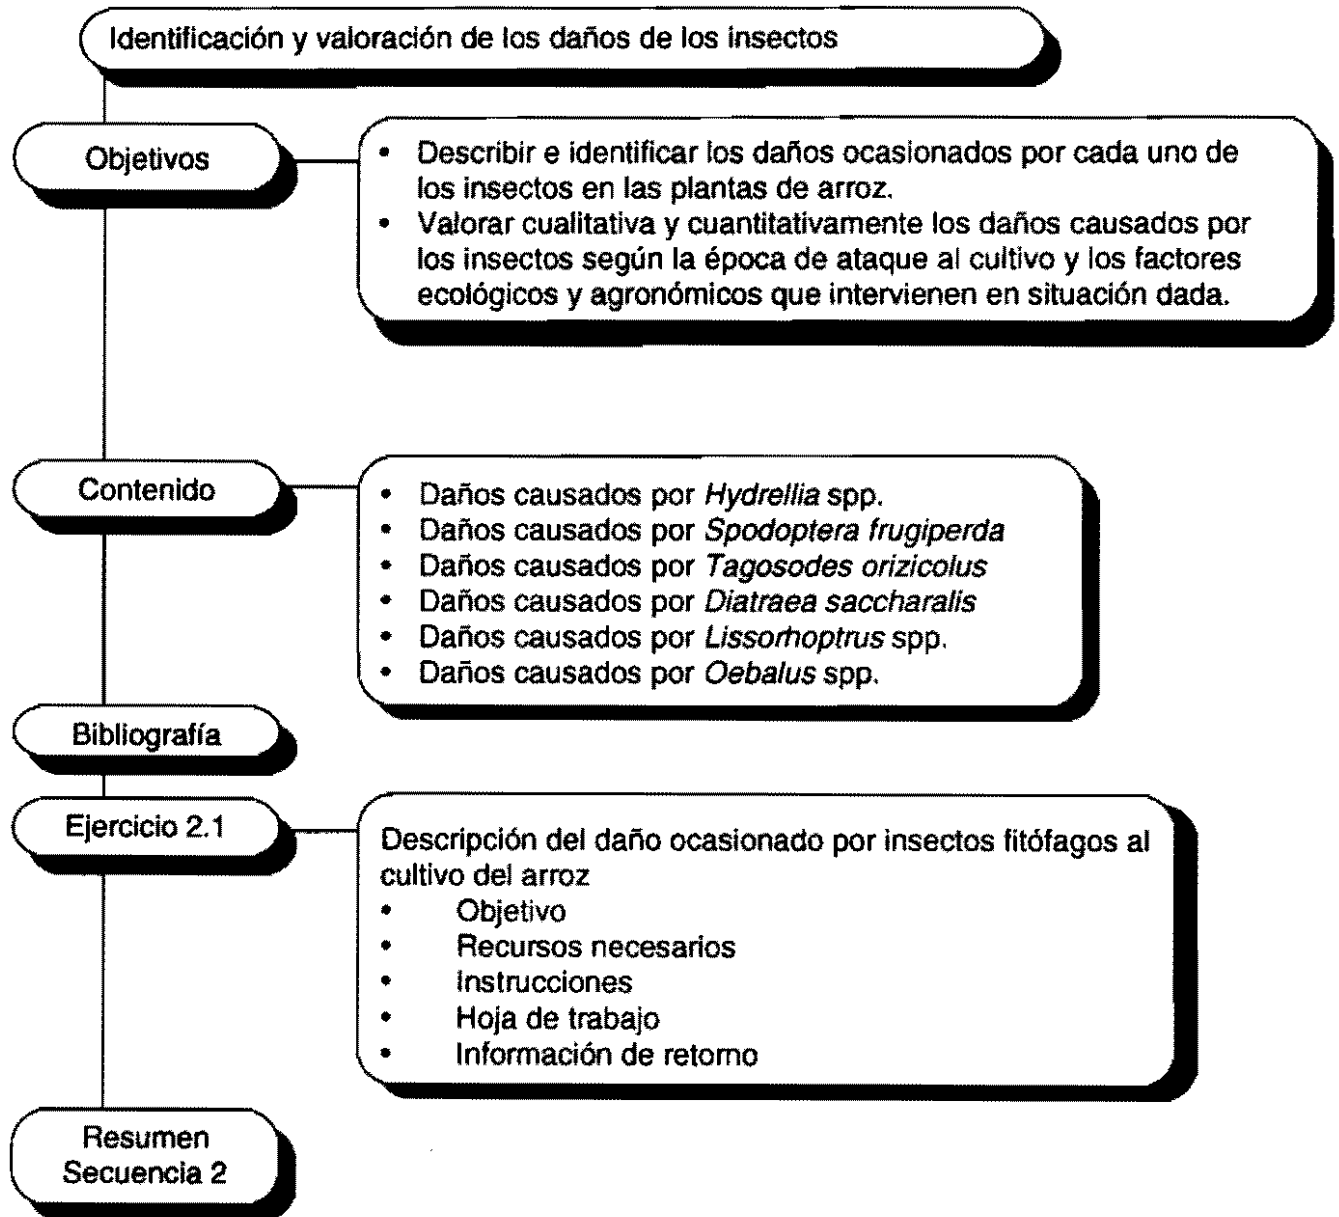 Identificación y valoración de los daños de los insectos
Objetivos
• Describir e identificar los daños ocasionados por cada uno de
los insectos en las plantas de arroz.
• Valorar cualitativa y cuantitativamente los daños causados por
los insectos según la época de ataque al cultivo y los factores
ecológicos y agronómicos que intervienen en situación dada.
Contenido
• Daños causados por Hydrellia spp.
• Daños causados por Spodoptera frugiperda
• Daños causados por Tagosodes orizicolus
• Daños causados por Diatraea saccharalis
• Daños causados por Lissorhoptrus spp.
• Daños causados por Oebalus spp.
Bibliografía
Ejercicio 2.1
Descripción del daño ocasionado por insectos fitófagos al
cultivo del arroz
• Objetivo
• Recursos necesarios
• Instrucciones
• Hoja de trabajo
• Información de retorno
Resumen
Secuencia 2